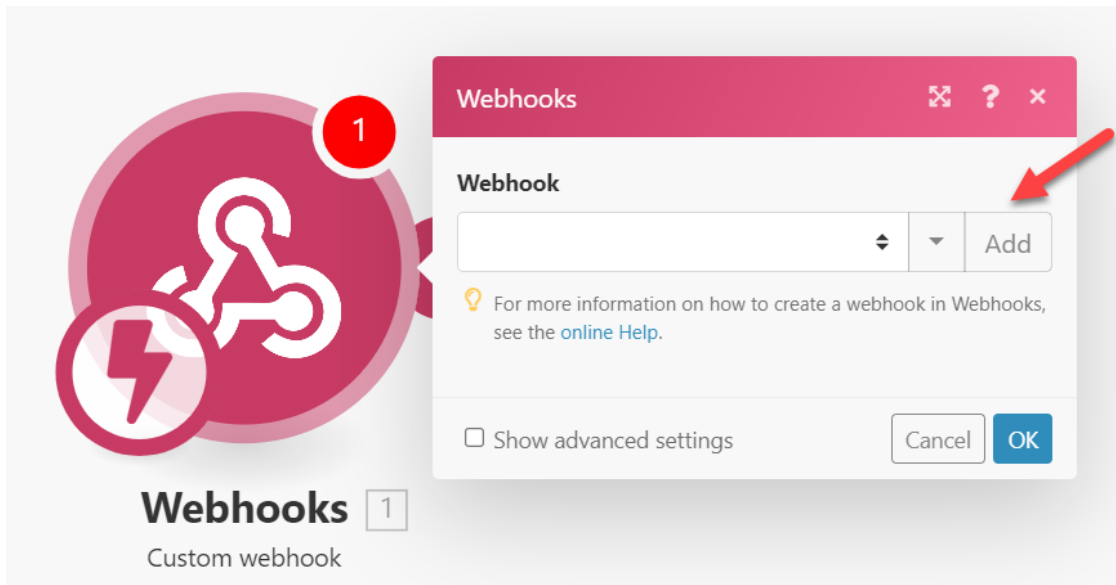 1
Webhooks
?
Webhook
Add
For more information on how to create a webhook in Webhooks,
see the online Help.
Show advanced settings
Cancel
OK
Webhooks 1
Custom webhook